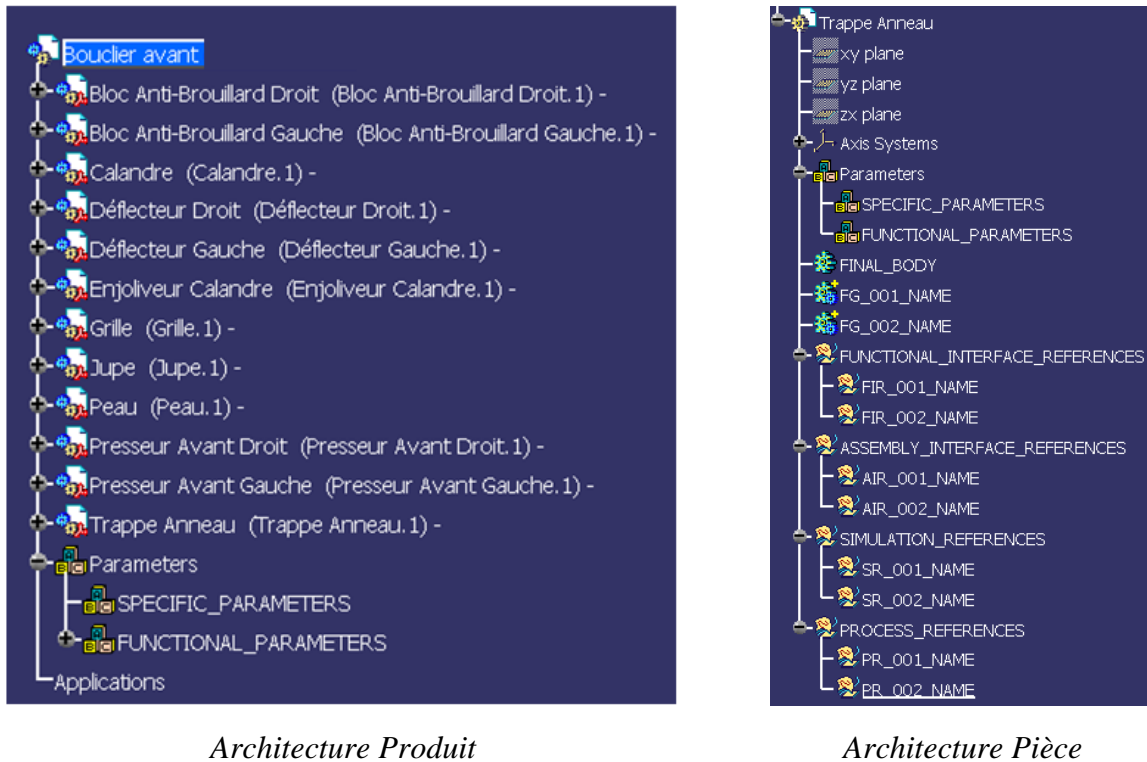 Bouclier avant
Bloc Anti-Brouillard Droit (Bloc Anti-Brouillard Droit.1) -
Bloc Anti-Brouillard Gauche (Bloc Anti-Brouillard Gauche.1) -
Calandre (Calandre.1) -
Déflecteur Droit (Déflecteur Droit.1) -
Déflecteur Gauche (Déflecteur Gauche.1) -
Enjoliveur Calandre (Enjoliveur Calandre.1) -
Grille (Grille.1) -
Jupe (Jupe.1) -
Peau (Peau.1) -
Presseur Avant Droit (Presseur Avant Droit.1) -
Presseur Avant Gauche (Presseur Avant Gauche.1) -
Trappe Anneau (Trappe Anneau.1) -
Parameters
SPECIFIC_PARAMETERS
FUNCTIONAL_PARAMETERS
Applications
Architecture Produit
Trappe Anneau
xy plane
yz plane
zx plane
Axis Systems
Parameters
SPECIFIC_PARAMETERS
FUNCTIONAL_PARAMETERS
FINAL_BODY
FG_001_NAME
FG_002_NAME
FUNCTIONAL_INTERFACE_REFERENCES
FIR_001_NAME
FIR_002_NAME
ASSEMBLY_INTERFACE_REFERENCES
AIR_001_NAME
AIR_002_NAME
SIMULATION_REFERENCES
SR_001_NAME
SR_002_NAME
PROCESS_REFERENCES
PR_001_NAME
PR_002_NAME
Architecture Pièce